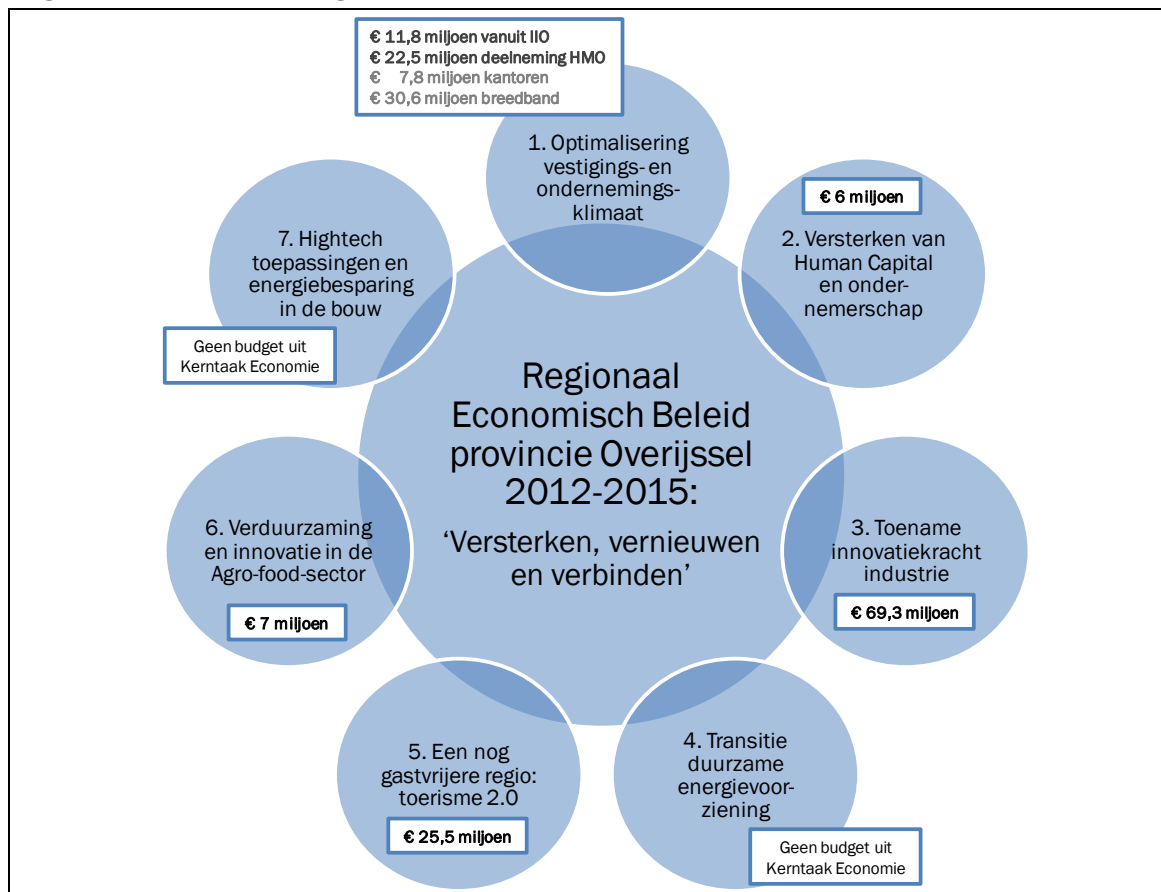 € 11,8 miljoen vanuit IIO
€ 22,5 miljoen deelneming HMO
€ 7,8 miljoen kantoren
€ 30,6 miljoen breedband
1. Optimalisering
vestigings- en
ondernemings-
klimaat
€ 6 miljoen
2. Versterken van
Human Capital
en onder-
nemerschap
3. Toename
innovatiekracht
industrie
€ 69,3 miljoen
4. Transitie
duurzame
energievoor-
ziening
Geen budget uit
Kerntaak Economie
5. Een nog
gastvrijere regio:
toerisme 2.0
€ 25,5 miljoen
6. Verduurzaming
en innovatie in de
Agro-food-sector
€ 7 miljoen
7. Hightech
toepassingen en
energiebesparing
in de bouw
Geen budget uit
Kerntaak Economie
Regionaal
Economisch Beleid
provincie Overijssel
2012-2015:
‘Versterken, vernieuwen
en verbinden’